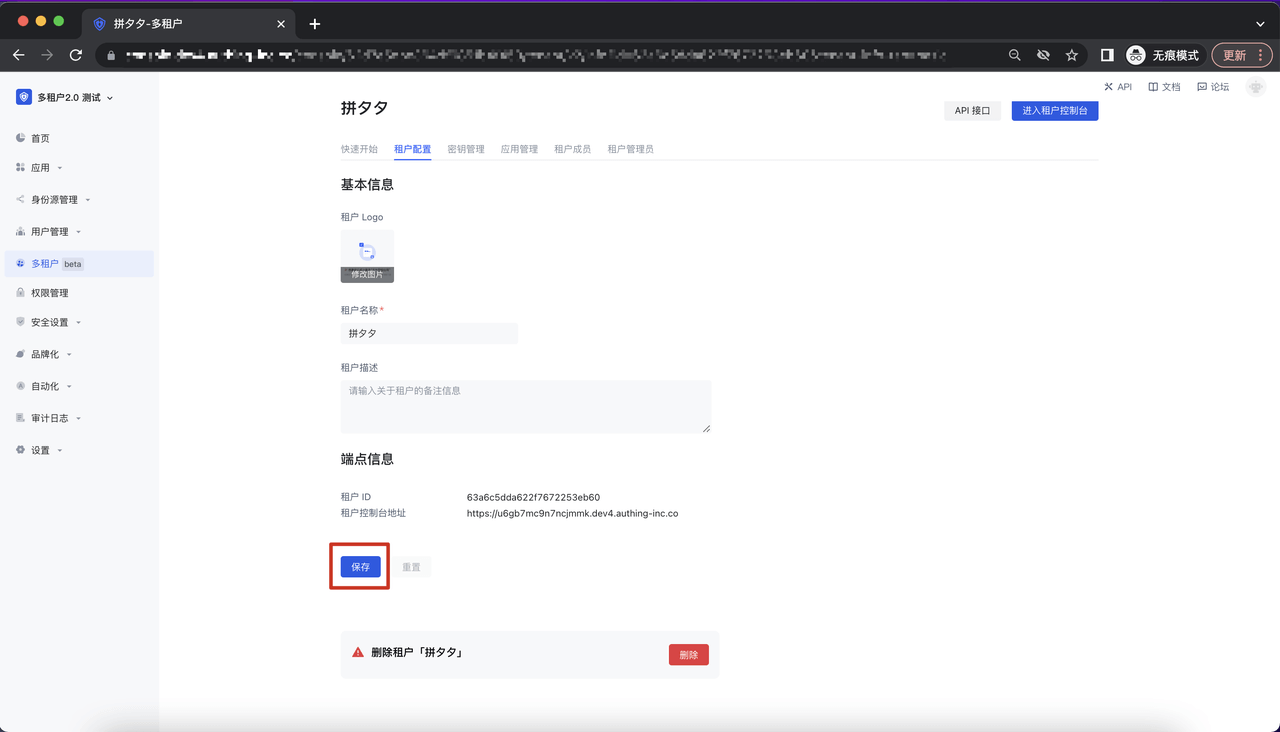 拼夕夕-多租户
无痕模式
更新
多租户2.0 测试
API
文档
论坛
首页
应用
身份源管理
用户管理
多租户 beta
权限管理
安全设置
品牌化
自动化
审计日志
设置
拼夕夕
API 接口
进入租户控制台
快速开始
租户配置
密钥管理
应用管理
租户成员
租户管理员
基本信息
租户 Logo
修改图片
租户名称*
拼夕夕
租户描述
请输入关于租户的备注信息
端点信息
租户 ID 63a6c5dda622f7672253eb60
租户控制台地址 https://u6gb7mc9n7ncjmmk.dev4.authing-inc.co
保存
重置
删除租户「拼夕夕」
删除